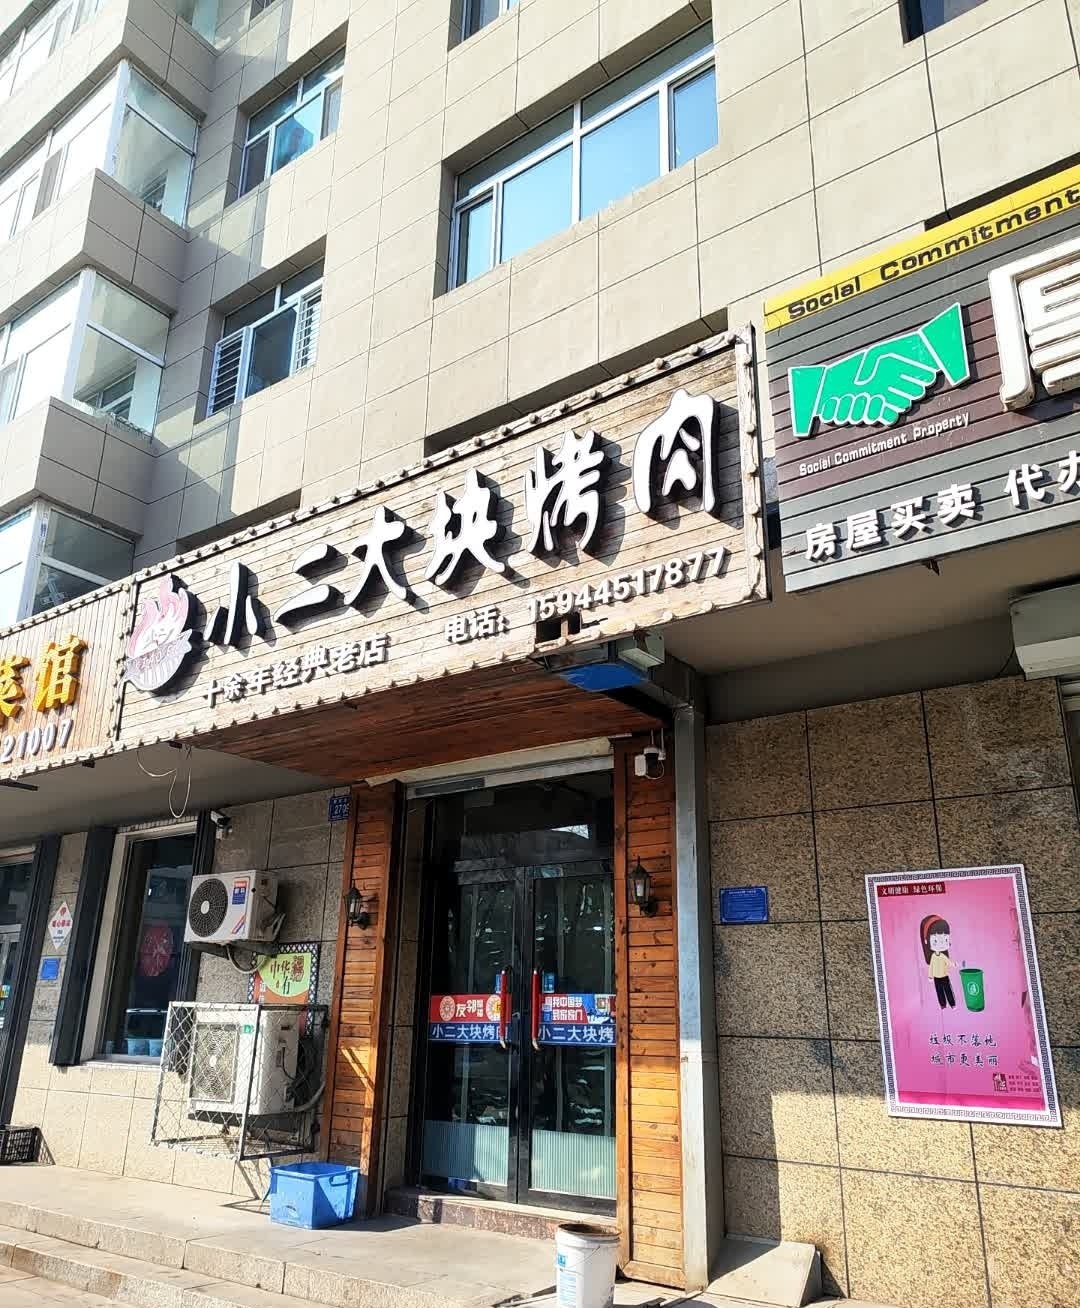 小二大块烤肉
十余年经典老店
电话：15944517877
菜馆
21007
Social Commitment
Social Commitment Property
房屋买卖 代办
友邻
小二大块烤肉
小二大块烤
文明健康 绿色环保
垃圾不落地
城市更美丽